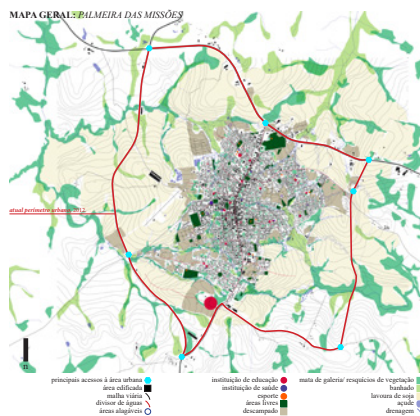 MAPA GERAL: PALMEIRA DAS MISSÕES
atual perímetro urbano 2012
n
principais acessos à área urbana
área edificada
malha viária
divisor de águas
áreas alagáveis
instituição de educação
instituição de saúde
esporte
áreas livres
descampado
mata de galeria/ resquícios de vegetação
banhado
lavoura de soja
açude
drenagem